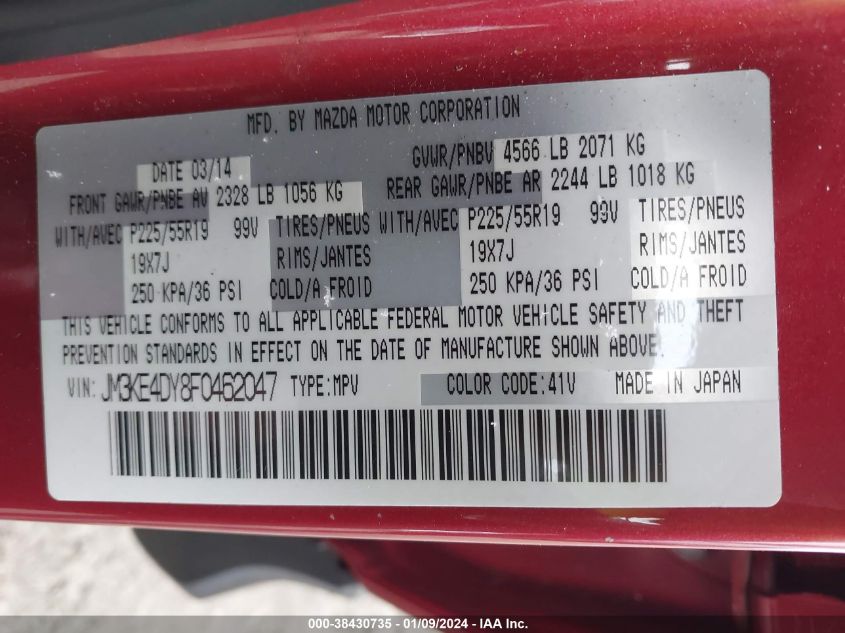 MFD. BY MAZDA MOTOR CORPORATION
DATE 03/14 GVWR/PNBV 4566 LB 2071 KG
FRONT GAWR/PNBE AV 2328 LB 1056 KG REAR GAWR/PNBE AR 2244 LB 1018 KG
WITH/AVEC P225/55R19 99V TIRES/PNEUS WITH/AVEC P225/55R19 99V TIRES/PNEUS
19X7J RIMS/JANTES 19X7J RIMS/JANTES
250 KPA/36 PSI COLD/A FROID 250 KPA/36 PSI COLD/A FROID
THIS VEHICLE CONFORMS TO ALL APPLICABLE FEDERAL MOTOR VEHICLE SAFETY AND THEFT
PREVENTION STANDARDS IN EFFECT ON THE DATE OF MANUFACTURE SHOWN ABOVE.
VIN: JM3KE4DY8F0462047 TYPE:MPV COLOR CODE:41V MADE IN JAPAN
000-38430735 - 01/09/2024 - IAA Inc.